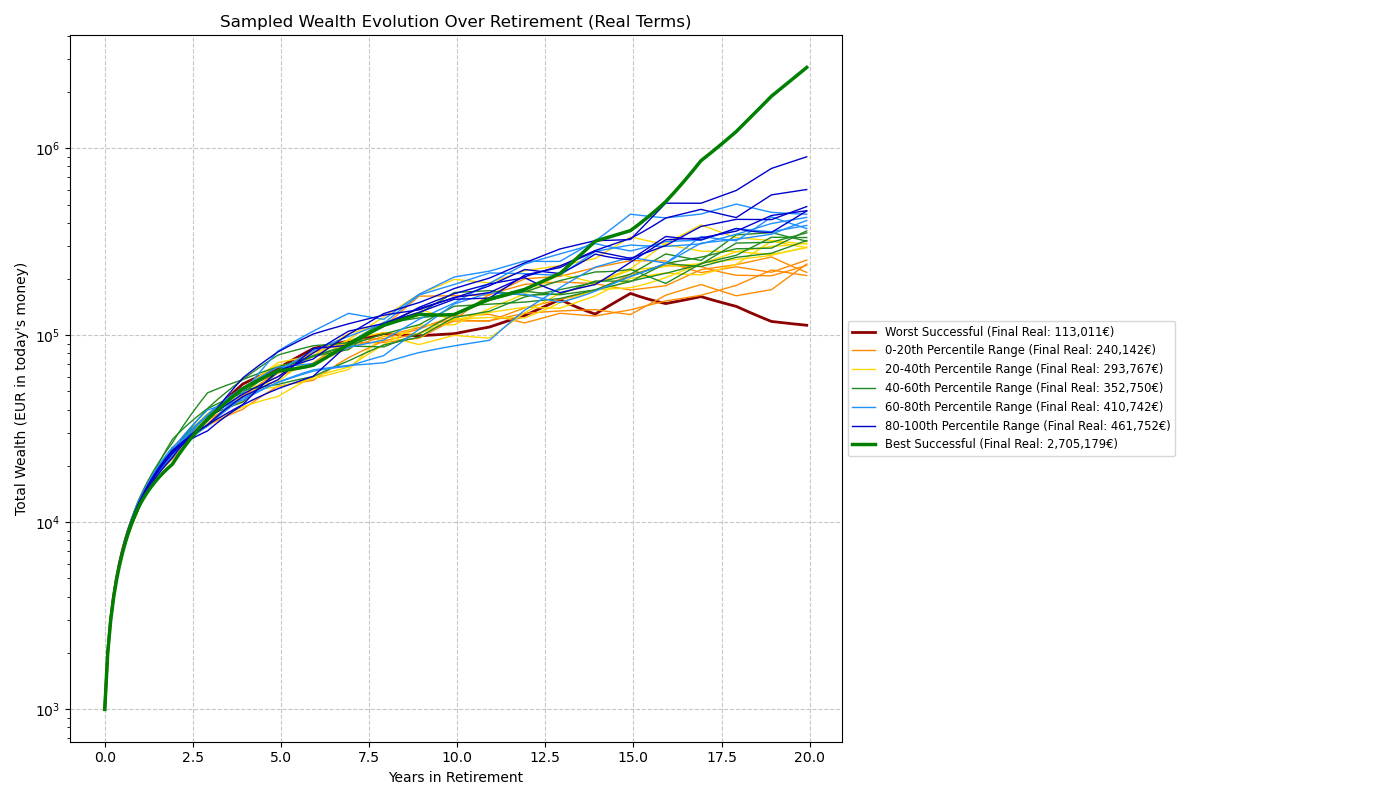 Sampled Wealth Evolution Over Retirement (Real Terms)
Total Wealth (EUR in today's money)
10^6
10^5
10^4
10^3
0.0 2.5 5.0 7.5 10.0 12.5 15.0 17.5 20.0
Years in Retirement
Worst Successful (Final Real: 113,011€)
0-20th Percentile Range (Final Real: 240,142€)
20-40th Percentile Range (Final Real: 293,767€)
40-60th Percentile Range (Final Real: 352,750€)
60-80th Percentile Range (Final Real: 410,742€)
80-100th Percentile Range (Final Real: 461,752€)
Best Successful (Final Real: 2,705,179€)